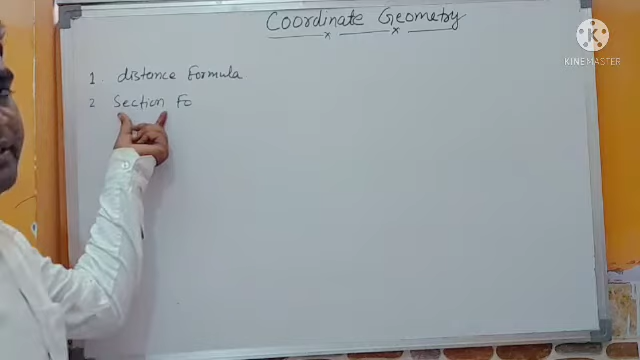 Coordinate Geometry
1 distance Formula
2 Section Fo
K
KINEMASTER